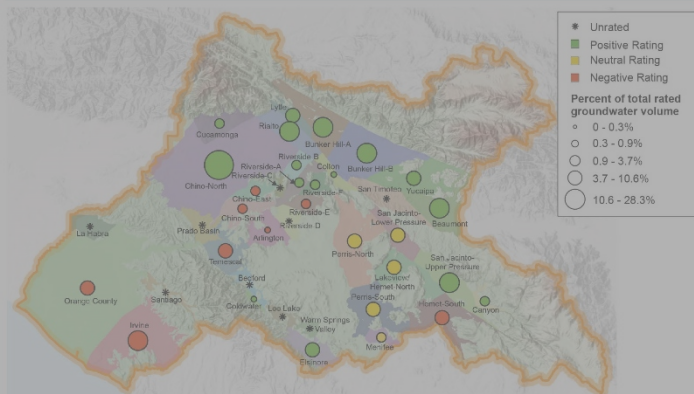 Unrated
Positive Rating
Neutral Rating
Negative Rating
Percent of total rated
groundwater volume
0 - 0.3%
0.3 - 0.9%
0.9 - 3.7%
3.7 - 10.6%
10.6 - 28.3%
Lytle
Cucamonga
Rialto
Bunker Hill-A
Riverside-B
Bunker Hill-B
Riverside-A
Colton
Riverside-C
Chino-North
Riverside-F
San Timoteo
Yucaipa
Chino-East
Chino-South
Riverside-E
San Jacinto-
Lower Pressure
Beaumont
La Habra
Prado Basin
Riverside D
Arlington
Perris-North
Temescal
San Jacinto-
Upper Pressure
Lakeview/
Hemet-North
Bedford
Orange County
Santiago
Coldwater
Perris-South
Hemet-South
Canyon
Lee Lake
Warm Springs
Valley
Irvine
Menifee
Elsinore